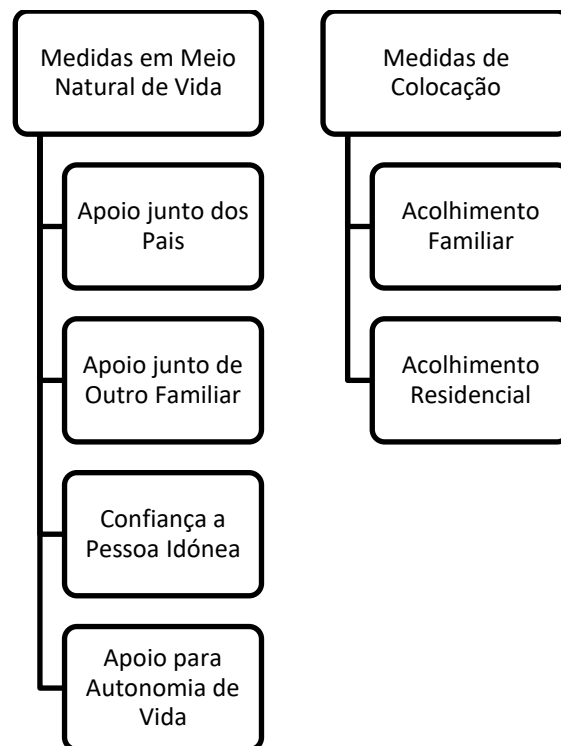 Medidas em Meio
Natural de Vida
Apoio junto dos
Pais
Apoio junto de
Outro Familiar
Confiança a
Pessoa Idónea
Apoio para
Autonomia de
Vida
Medidas de
Colocação
Acolhimento
Familiar
Acolhimento
Residencial